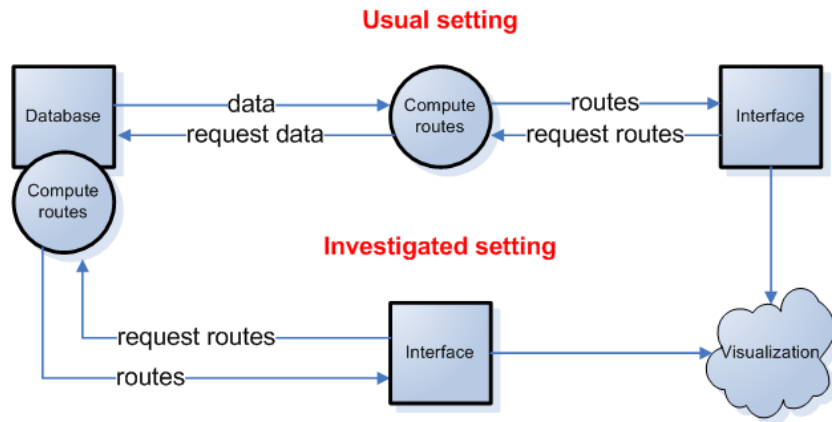 Usual setting
Database
data
request data
Compute
routes
routes
request routes
Interface
Compute
routes
Investigated setting
request routes
routes
Interface
Visualization